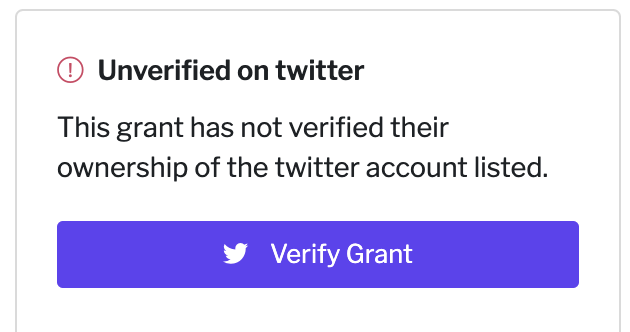 Unverified on twitter
This grant has not verified their
ownership of the twitter account listed.
Verify Grant